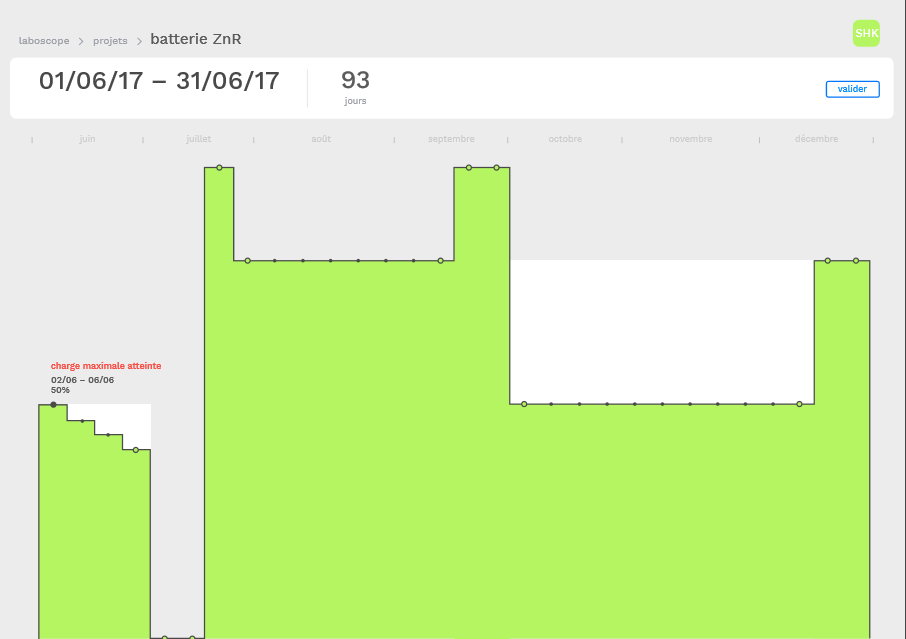 SHK
laboscope > projets > batterie ZnR
01/06/17 – 31/06/17
93
jours
valider
juin juillet août septembre octobre novembre décembre
charge maximale atteinte
02/06 – 06/06
50%